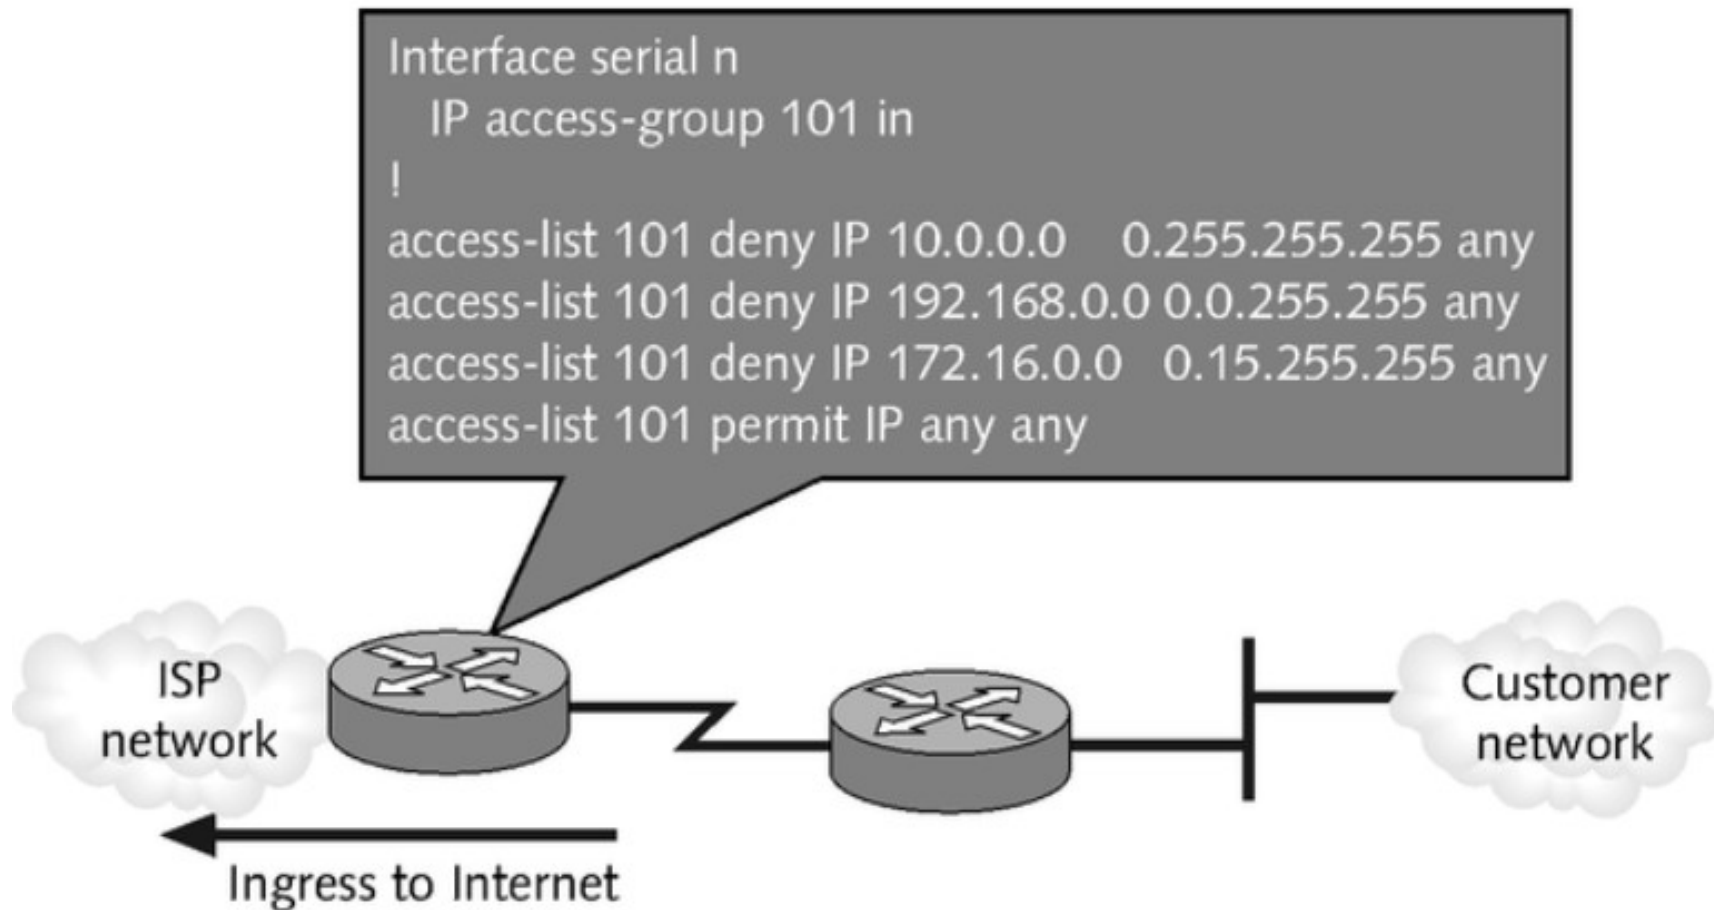 Interface serial n
IP access-group 101 in
!
access-list 101 deny IP 10.0.0.0 0.255.255.255 any
access-list 101 deny IP 192.168.0.0 0.0.255.255 any
access-list 101 deny IP 172.16.0.0 0.15.255.255 any
access-list 101 permit IP any any
ISP
network
Customer
network
Ingress to Internet